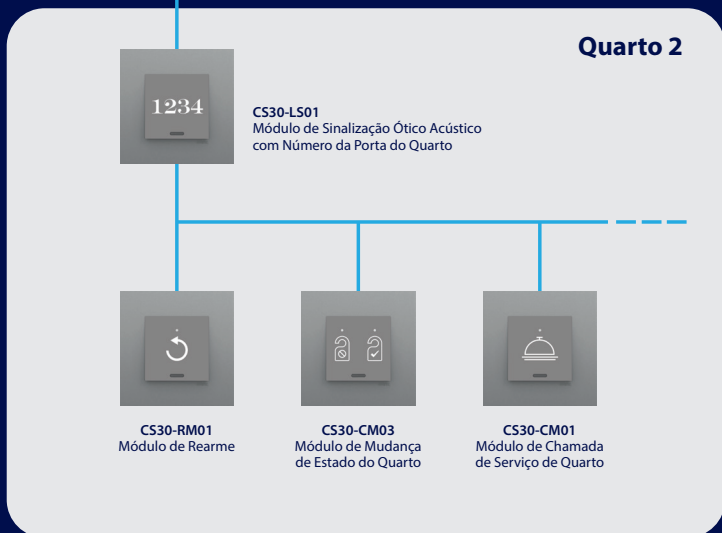 Quarto 2
1234
CS30-LS01
Módulo de Sinalização Ótico Acústico
com Número da Porta do Quarto
CS30-RM01
Módulo de Rearme
CS30-CM03
Módulo de Mudança
de Estado do Quarto
CS30-CM01
Módulo de Chamada
de Serviço de Quarto